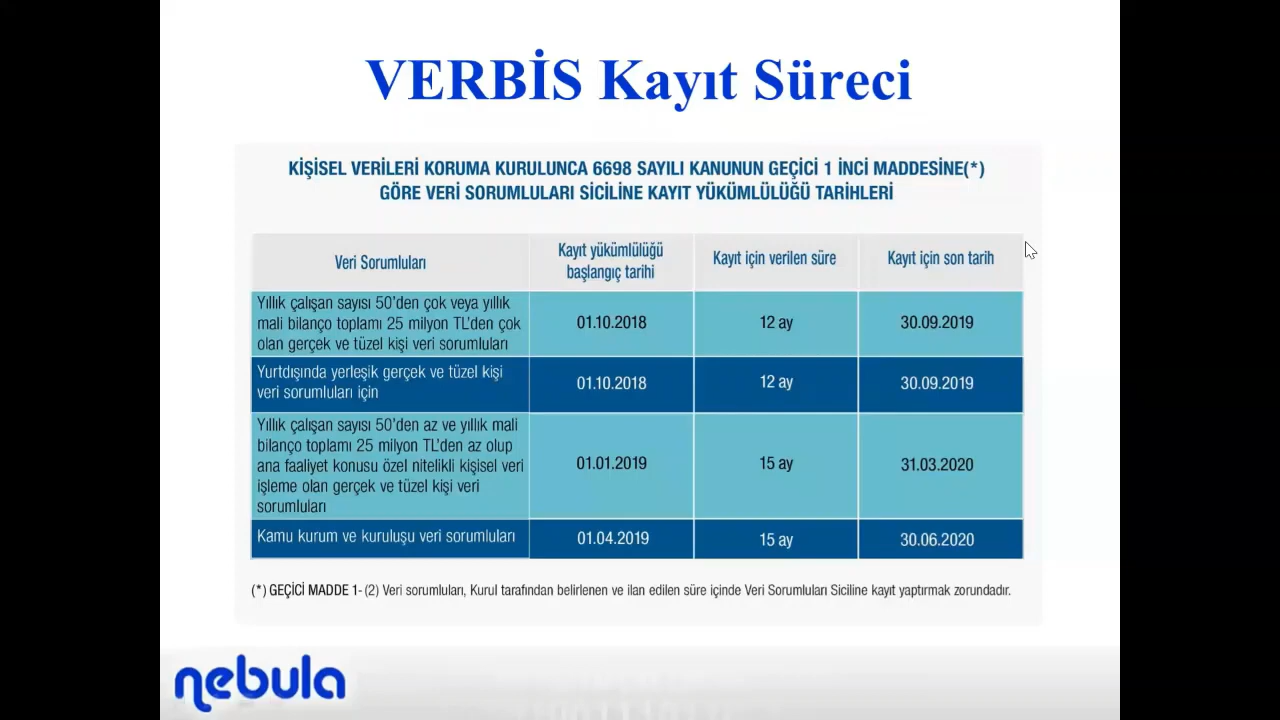 VERBİS Kayıt Süreci
KİŞİSEL VERİLERİ KORUMA KURULUNCA 6698 SAYILI KANUNUN GEÇİCİ 1 İNCİ MADDESİNE(*)
GÖRE VERİ SORUMLULARI SİCİLİNE KAYIT YÜKÜMLÜLÜĞÜ TARİHLERİ
Veri Sorumluları
Kayıt yükümlülüğü
başlangıç tarihi
Kayıt için verilen süre
Kayıt için son tarih
Yıllık çalışan sayısı 50'den çok veya yıllık
mali bilanço toplamı 25 milyon TL'den çok
olan gerçek ve tüzel kişi veri sorumluları
01.10.2018
12 ay
30.09.2019
Yurtdışında yerleşik gerçek ve tüzel kişi
veri sorumluları için
01.10.2018
12 ay
30.09.2019
Yıllık çalışan sayısı 50'den az ve yıllık mali
bilanço toplamı 25 milyon TL'den az olup
ana faaliyet konusu özel nitelikli kişisel veri
işleme olan gerçek ve tüzel kişi veri
sorumluları
01.01.2019
15 ay
31.03.2020
Kamu kurum ve kuruluşu veri sorumluları
01.04.2019
15 ay
30.06.2020
(*) GEÇİCİ MADDE 1- (2) Veri sorumluları, Kurul tarafından belirlenen ve ilan edilen süre içinde Veri Sorumluları Siciline kayıt yaptırmak zorundadır.
nebula